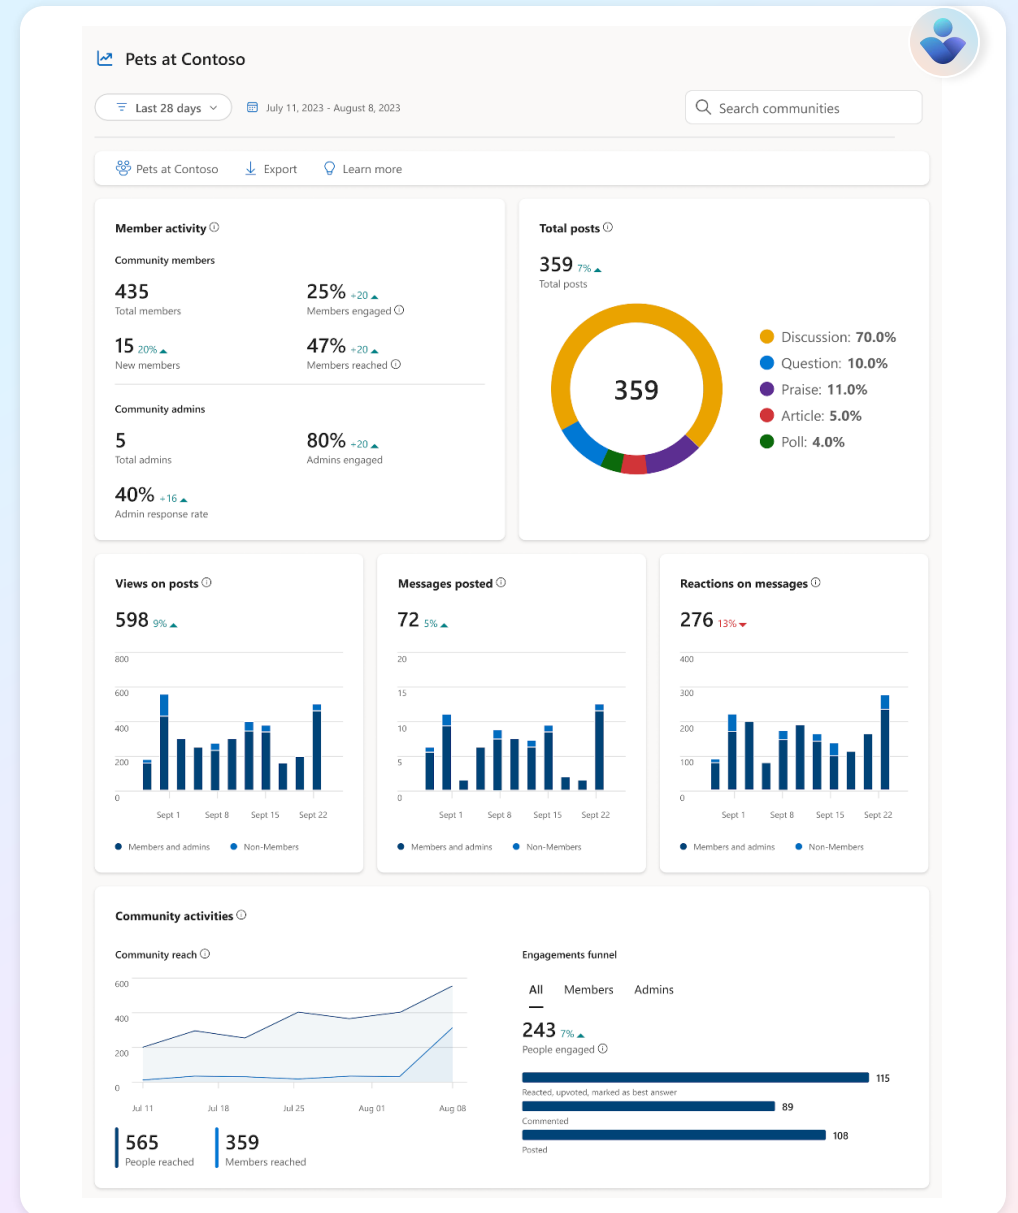 Pets at Contoso
Last 28 days
July 11, 2023 - August 8, 2023
Search communities
Pets at Contoso
Export
Learn more
Member activity
Community members
435
Total members
25% +20
Members engaged
15 20%
New members
47% +20
Members reached
Community admins
5
Total admins
80% +20
Admins engaged
40% +16
Admin response rate
Total posts
359 7%
Total posts
359
Discussion: 70.0%
Question: 10.0%
Praise: 11.0%
Article: 5.0%
Poll: 4.0%
Views on posts
598 9%
800
600
400
200
0
Sept 1 Sept 8 Sept 15 Sept 22
Members and admins Non-Members
Messages posted
72 5%
20
15
10
5
0
Sept 1 Sept 8 Sept 15 Sept 22
Members and admins Non-Members
Reactions on messages
276 13%
400
300
200
100
0
Sept 1 Sept 8 Sept 15 Sept 22
Members and admins Non-Members
Community activities
Community reach
600
400
200
0
Jul 11 Jul 18 Jul 25 Aug 01 Aug 08
565
People reached
359
Members reached
Engagements funnel
All Members Admins
243 7%
People engaged
115
Reacted, upvoted, marked as best answer
89
Commented
108
Posted